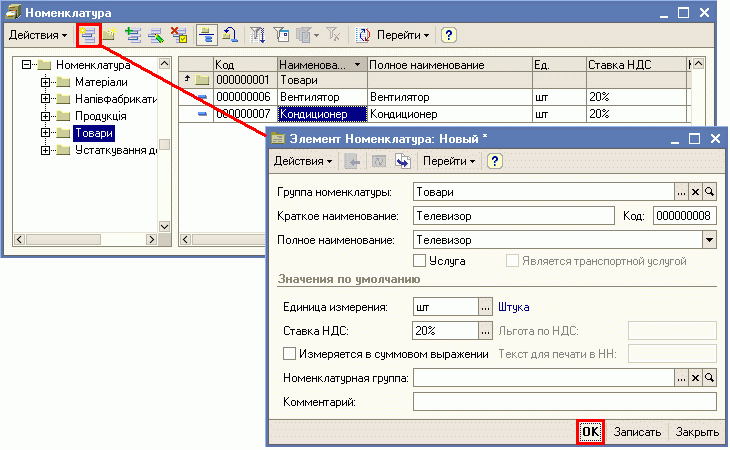 Номенклатура
Действия Перейти ?
Номенклатура
Матеріали
Напівфабрикати
Продукція
Товари
Устаткування до
Код Наименова... Полное наименование Ед. Ставка НДС
000000001 Товари
000000006 Вентилятор Вентилятор шт 20%
000000007 Кондиционер Кондиционер шт 20%
Элемент Номенклатура: Новый *
Действия Перейти ?
Группа номенклатуры: Товари ... ×
Краткое наименование: Телевизор Код: 000000008
Полное наименование: Телевизор
Услуга Является транспортной услугой
Значения по умолчанию
Единица измерения: шт ... Штука
Ставка НДС: 20% ... Льгота по НДС:
Измеряется в суммовом выражении Текст для печати в НН:
Номенклатурная группа: ... ×
Комментарий:
OK Записать Закрыть